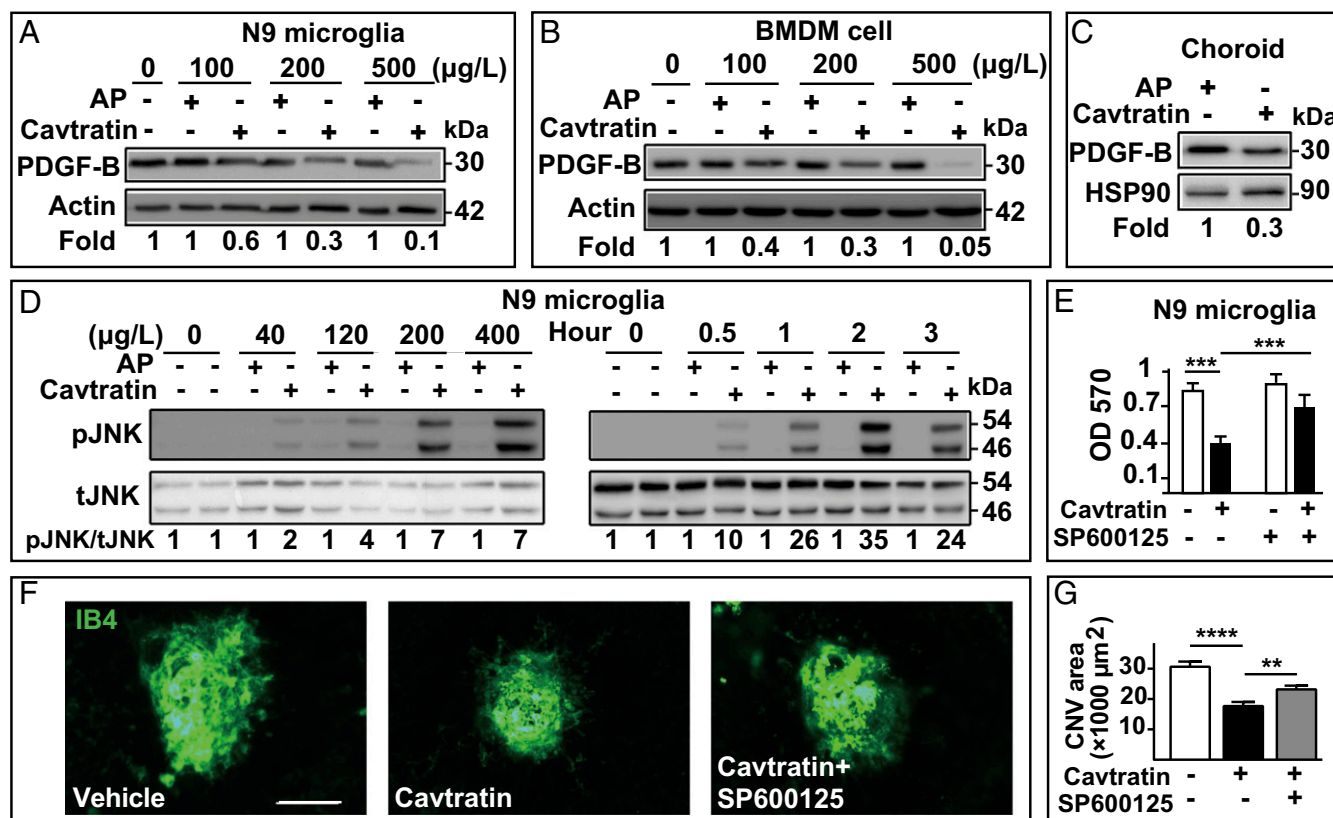 A
N9 microglia
0 100 200 500 (µg/L)
AP - + - + - + -
Cavtratin - - + - + - + kDa
PDGF-B -30
Actin -42
Fold 1 1 0.6 1 0.3 1 0.1
B
BMDM cell
0 100 200 500 (µg/L)
AP - + - + - + -
Cavtratin - - + - + - + kDa
PDGF-B -30
Actin -42
Fold 1 1 0.4 1 0.3 1 0.05
C
Choroid
AP + -
Cavtratin - + kDa
PDGF-B -30
HSP90 -90
Fold 1 0.3
D
N9 microglia
(µg/L) 0 40 120 200 400 Hour 0 0.5 1 2 3
AP - - + - + - + - + - - - + - + - + - + -
Cavtratin - - - + - + - + - + - - - + - + - + - + kDa
pJNK -54
-46
tJNK -54
-46
pJNK/tJNK 1 1 1 2 1 4 1 7 1 7 1 1 1 10 1 26 1 35 1 24
E
N9 microglia
*** ***
OD 570
1
0.7
0.4
0.1
Cavtratin - + - +
SP600125 - - + +
F
IB4
Vehicle
Cavtratin
Cavtratin+
SP600125
G
**** **
CNV area
(×1000 µm2)
30
20
10
Cavtratin - + +
SP600125 - - +